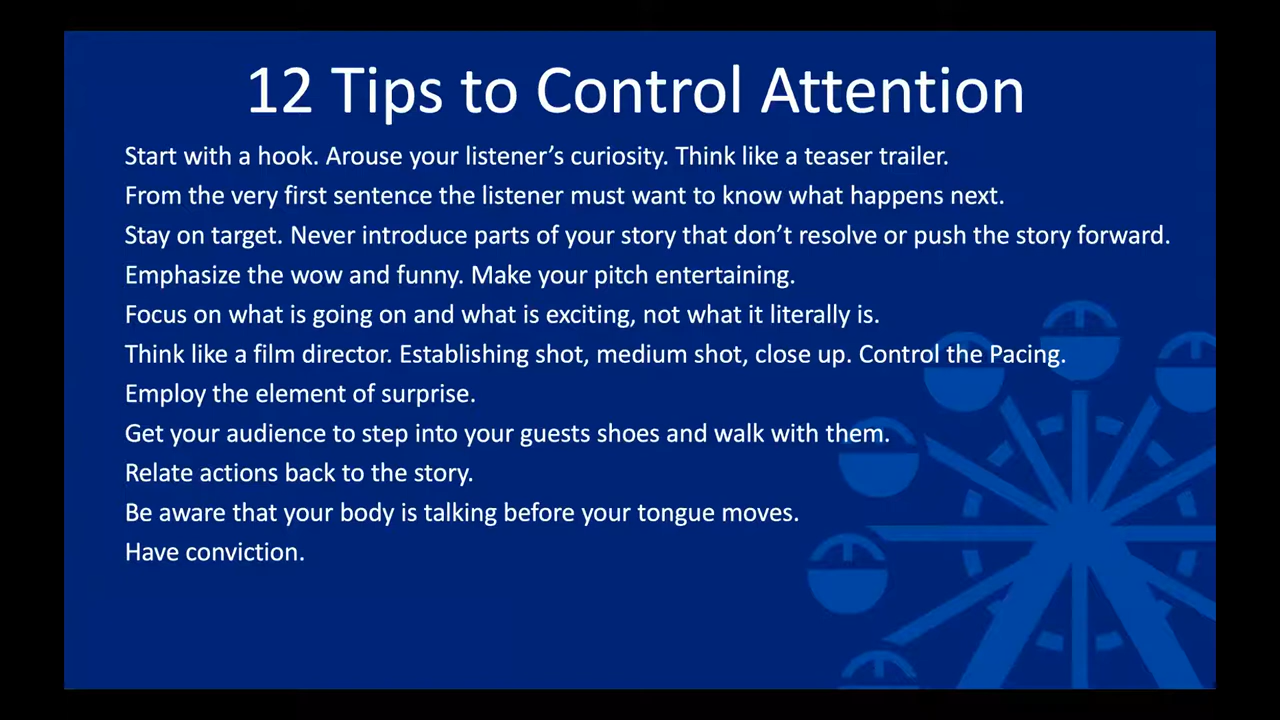 12 Tips to Control Attention
Start with a hook. Arouse your listener’s curiosity. Think like a teaser trailer.
From the very first sentence the listener must want to know what happens next.
Stay on target. Never introduce parts of your story that don’t resolve or push the story forward.
Emphasize the wow and funny. Make your pitch entertaining.
Focus on what is going on and what is exciting, not what it literally is.
Think like a film director. Establishing shot, medium shot, close up. Control the Pacing.
Employ the element of surprise.
Get your audience to step into your guests shoes and walk with them.
Relate actions back to the story.
Be aware that your body is talking before your tongue moves.
Have conviction.